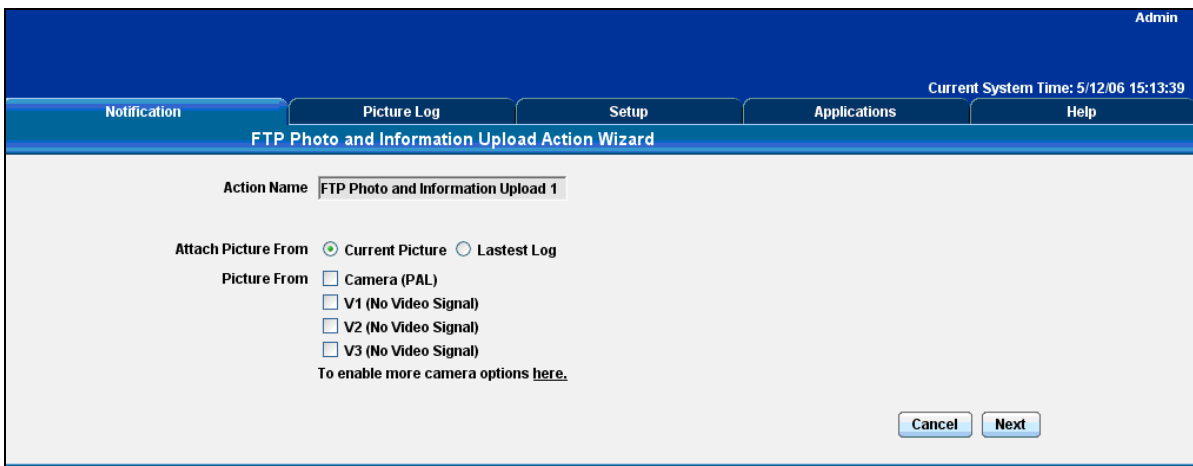 Admin
Current System Time: 5/12/06 15:13:39
Notification Picture Log Setup Applications Help
FTP Photo and Information Upload Action Wizard
Action Name FTP Photo and Information Upload 1
Attach Picture From Current Picture Lastest Log
Picture From Camera (PAL)
V1 (No Video Signal)
V2 (No Video Signal)
V3 (No Video Signal)
To enable more camera options here.
Cancel Next